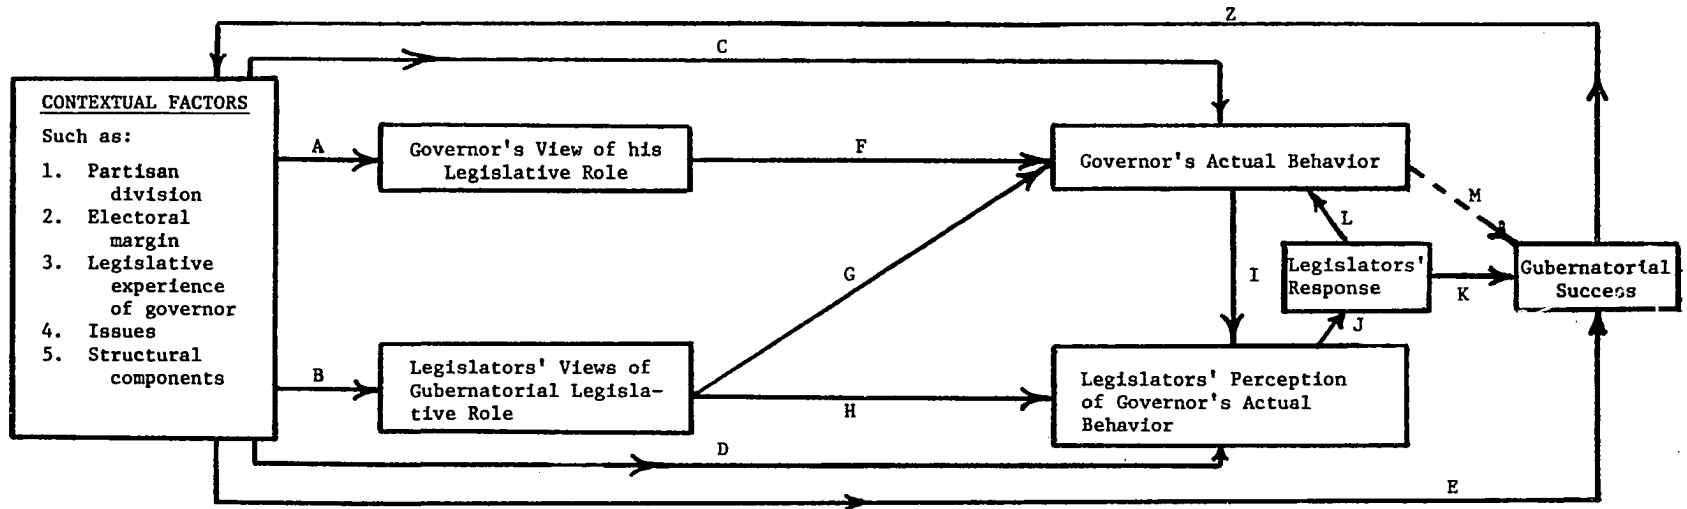 Z
C
CONTEXTUAL FACTORS
Such as:
1. Partisan
division
2. Electoral
margin
3. Legislative
experience
of governor
4. Issues
5. Structural
components
A
Governor's View of his
Legislative Role
F
Governor's Actual Behavior
M
L
G
I
Legislators'
Response
K
Gubernatorial
Success
J
B
Legislators' Views of
Gubernatorial Legisla-
tive Role
H
Legislators' Perception
of Governor's Actual
Behavior
D
E